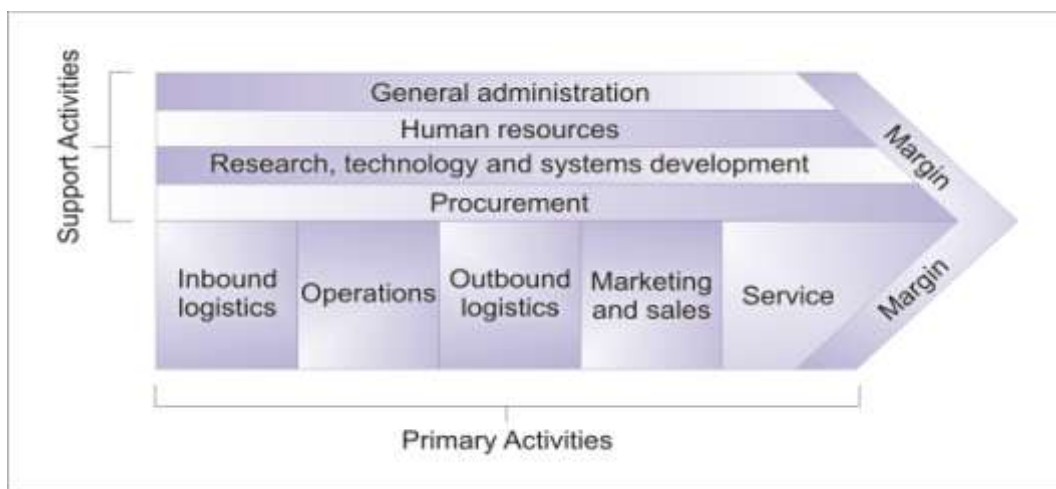 Support Activities
General administration
Human resources
Research, technology and systems development
Procurement
Margin
Inbound
logistics
Operations
Outbound
logistics
Marketing
and sales
Service
Margin
Primary Activities